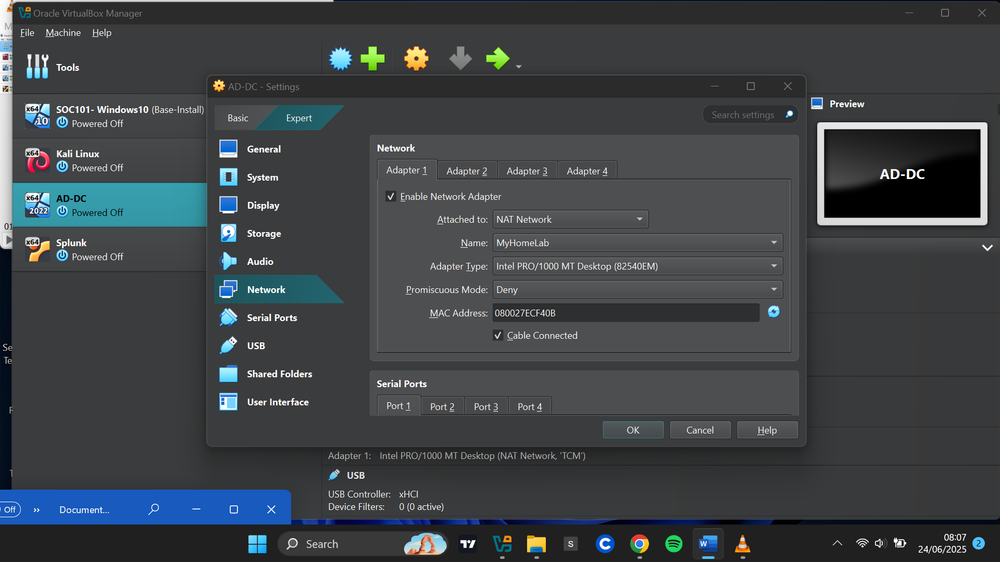 Oracle VirtualBox Manager
File Machine Help
Tools
x64 10 SOC101- Windows10 (Base-Install)
Powered Off
x64 Kali Linux
Powered Off
x64 2022 AD-DC
Powered Off
x64 Splunk
Powered Off
AD-DC - Settings
Basic Expert
Search settings
General
System
Display
Storage
Audio
Network
Serial Ports
USB
Shared Folders
User Interface
Network
Adapter 1 Adapter 2 Adapter 3 Adapter 4
Enable Network Adapter
Attached to: NAT Network
Name: MyHomeLab
Adapter Type: Intel PRO/1000 MT Desktop (82540EM)
Promiscuous Mode: Deny
MAC Address: 080027ECF40B
Cable Connected
Serial Ports
Port 1 Port 2 Port 3 Port 4
OK Cancel Help
Preview
AD-DC
Adapter 1: Intel PRO/1000 MT Desktop (NAT Network, 'TCM')
USB
USB Controller: xHCI
Device Filters: 0 (0 active)
M
01
Se
Te
Off » Document...
Search
S
C
W
08:07
24/06/2025
2